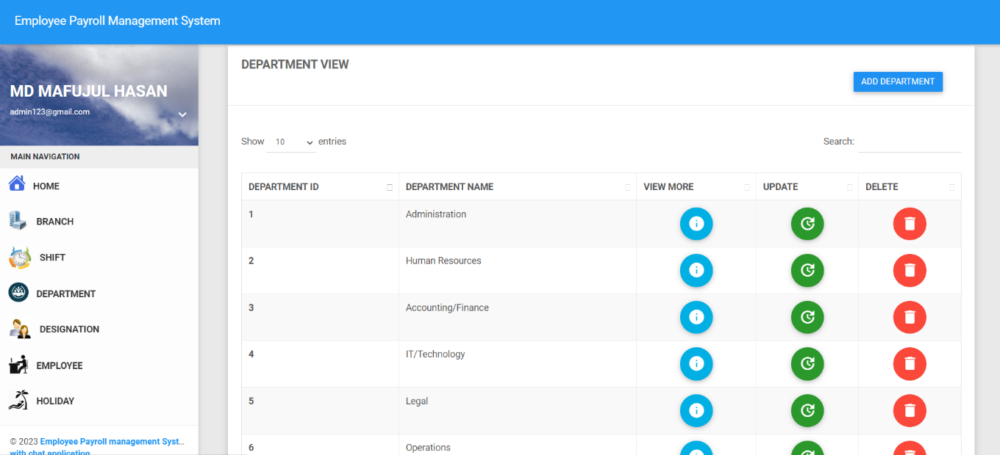 Employee Payroll Management System
MD MAFUJUL HASAN
admin123@gmail.com
MAIN NAVIGATION
HOME
BRANCH
SHIFT
DEPARTMENT
DESIGNATION
EMPLOYEE
HOLIDAY
© 2023 Employee Payroll management Syst...
with chat application
DEPARTMENT VIEW
ADD DEPARTMENT
Show 10 entries
Search:
DEPARTMENT ID DEPARTMENT NAME VIEW MORE UPDATE DELETE
1 Administration
2 Human Resources
3 Accounting/Finance
4 IT/Technology
5 Legal
6 Operations